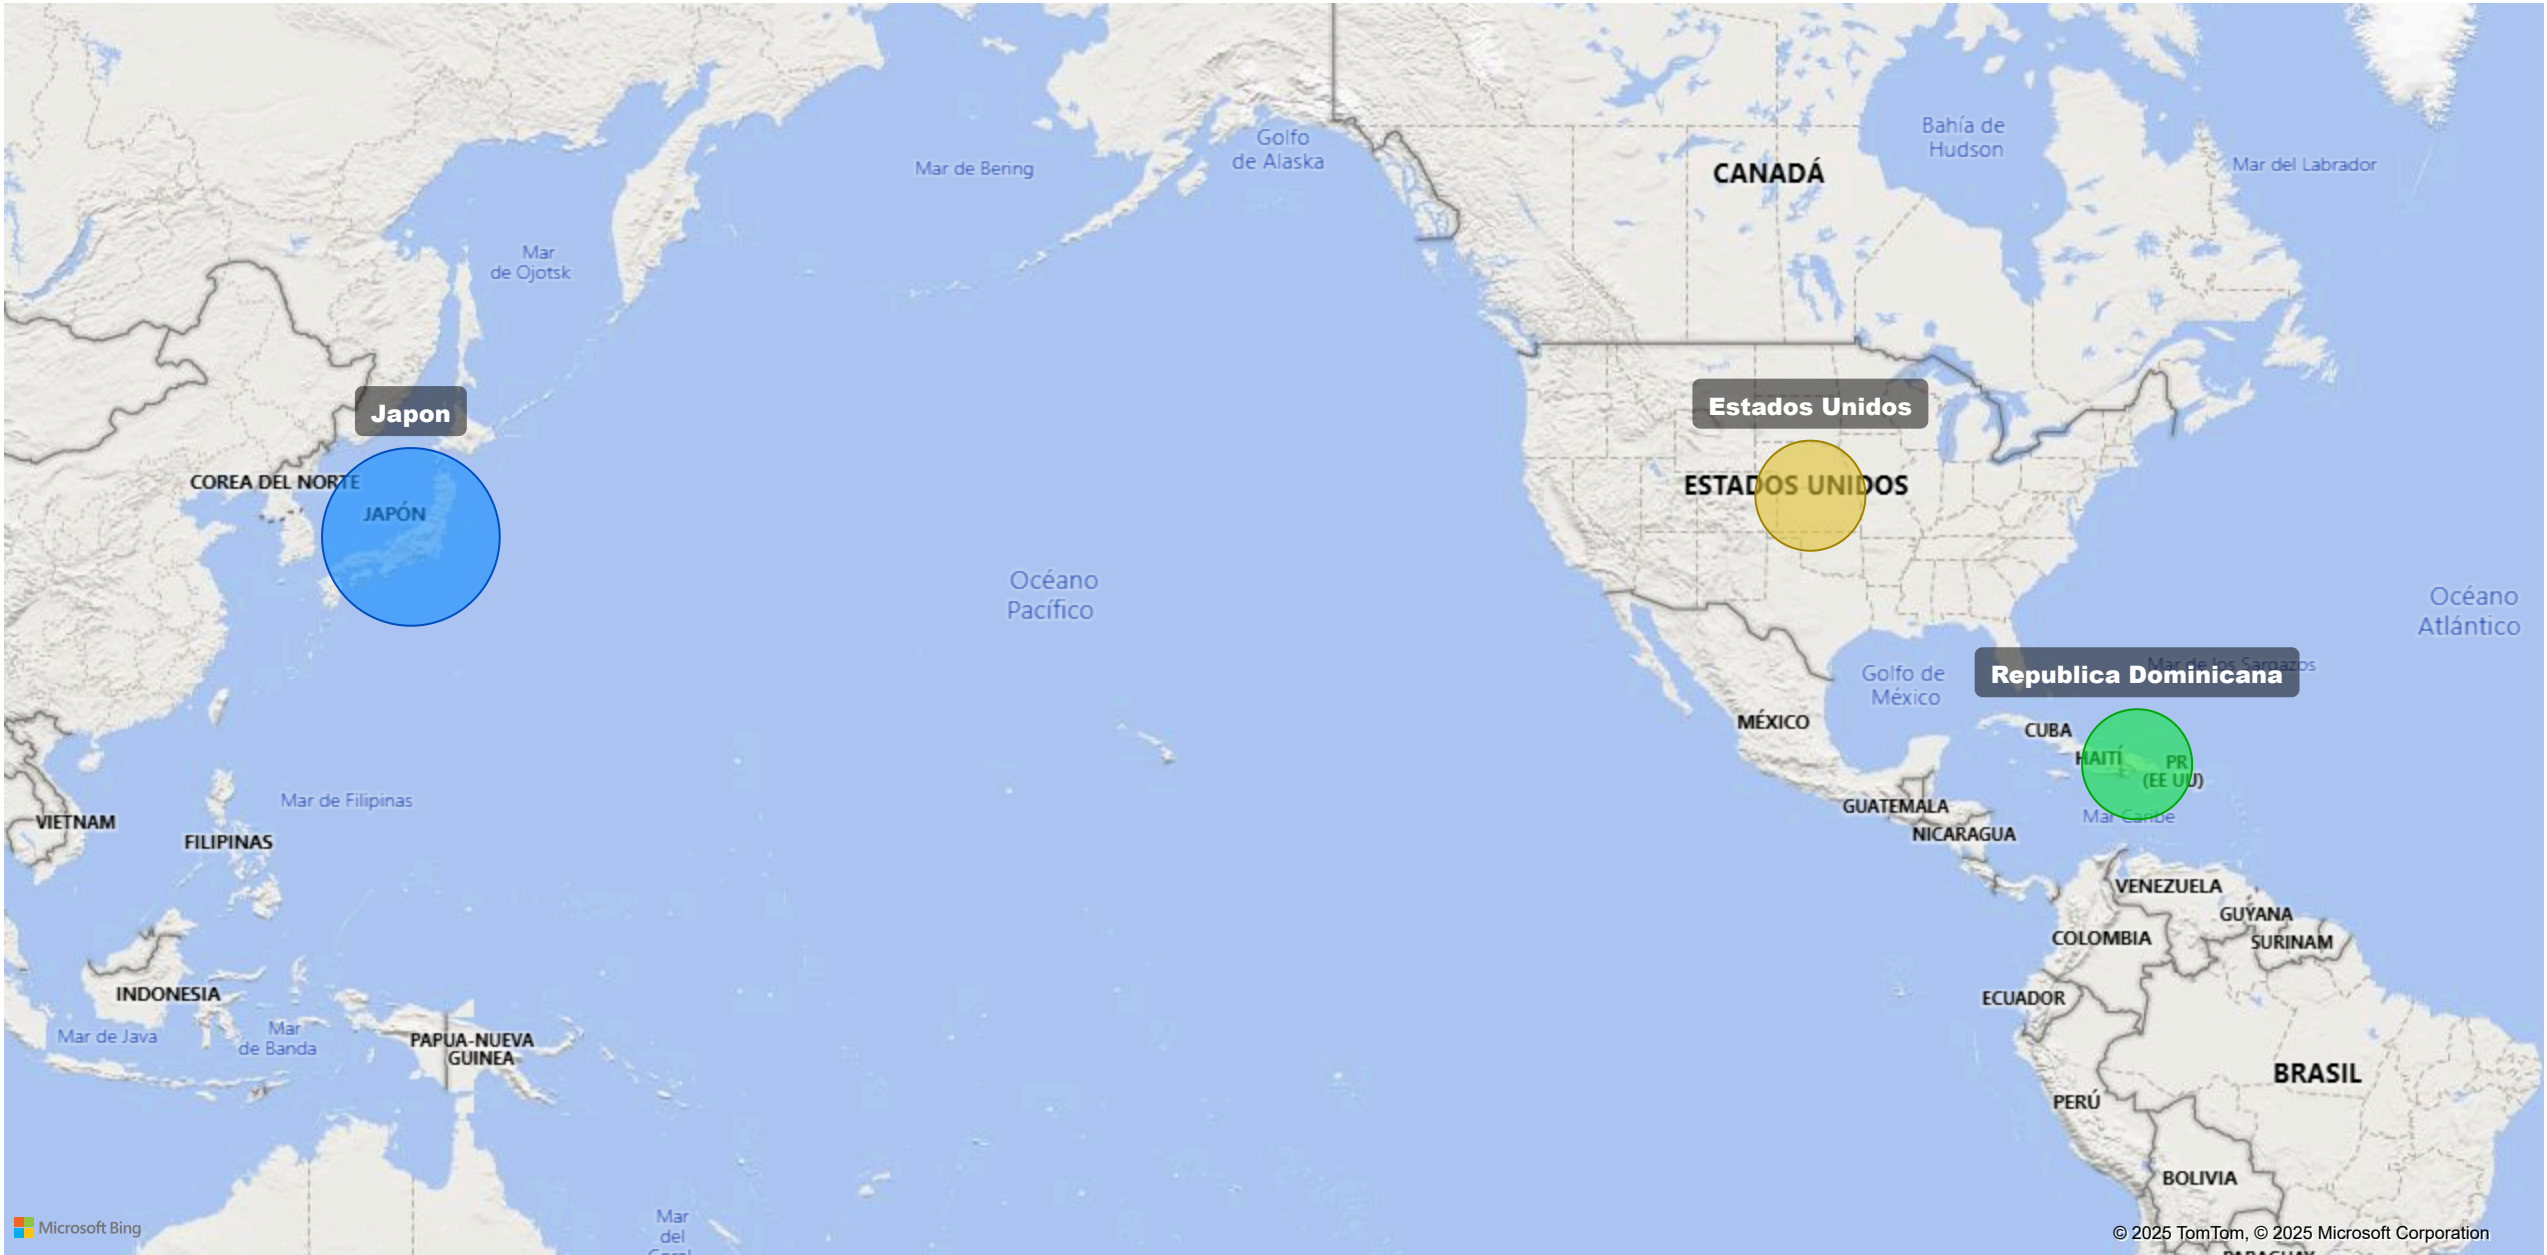 Golfo
de Alaska
Bahía de
Hudson
Mar de Bering
CANADÁ
Mar del Labrador
Mar
de Ojotsk
Japon
Estados Unidos
COREA DEL NORTE
JAPÓN
ESTADOS UNIDOS
Océano
Pacífico
Océano
Atlántico
Golfo de
México
Mar de los Sargazos
Republica Dominicana
MÉXICO
CUBA
HAITÍ
PR
(EE UU)
Mar Caribe
Mar de Filipinas
VIETNAM
FILIPINAS
GUATEMALA
NICARAGUA
VENEZUELA
GUYANA
COLOMBIA
SURINAM
INDONESIA
ECUADOR
Mar de Java
Mar
de Banda
PAPUA-NUEVA
GUINEA
BRASIL
PERÚ
BOLIVIA
Mar
del
Microsoft Bing
© 2025 TomTom, © 2025 Microsoft Corporation